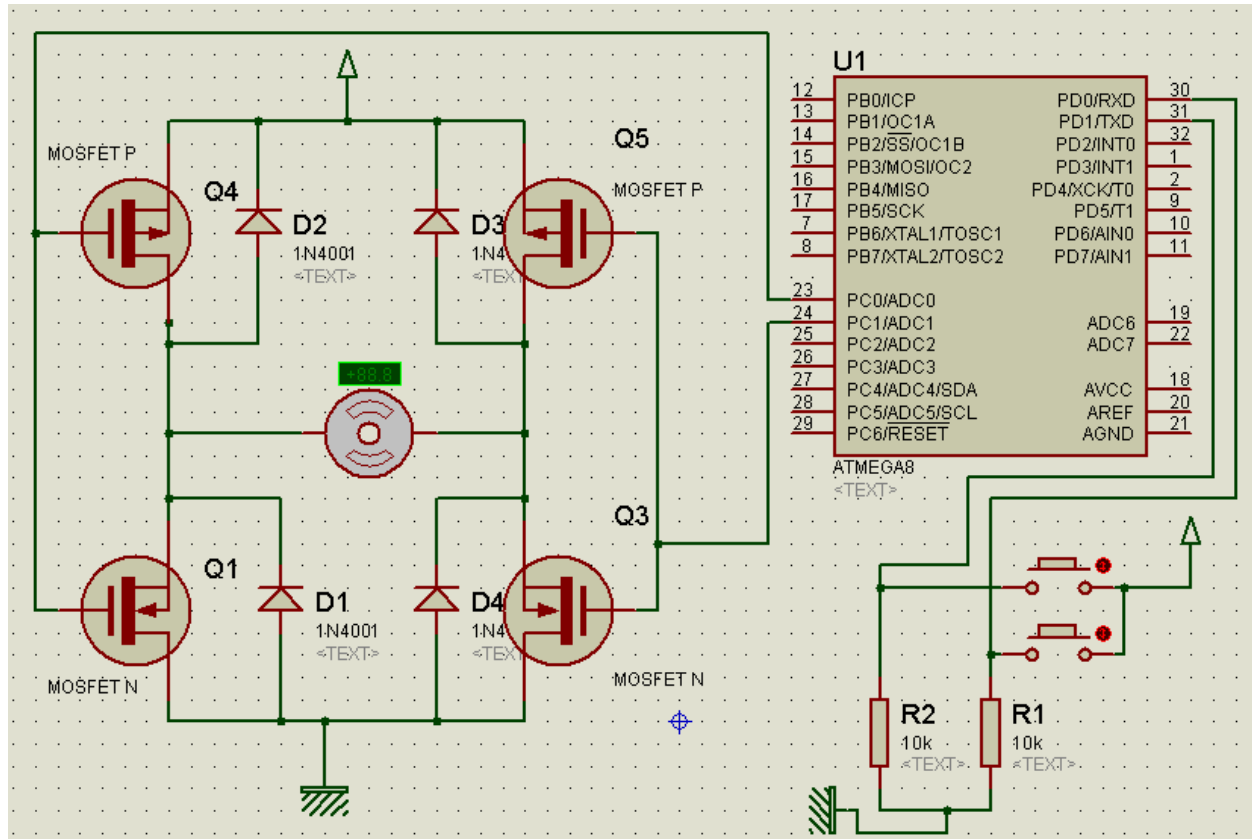 U1
12 PB0/ICP PD0/RXD 30
13 PB1/OC1A PD1/TXD 31
14 PB2/SS/OC1B PD2/INT0 32
15 PB3/MOSI/OC2 PD3/INT1 1
16 PB4/MISO PD4/XCK/T0 2
17 PB5/SCK PD5/T1 9
7 PB6/XTAL1/TOSC1 PD6/AIN0 10
8 PB7/XTAL2/TOSC2 PD7/AIN1 11
23 PC0/ADC0
24 PC1/ADC1 ADC6 19
25 PC2/ADC2 ADC7 22
26 PC3/ADC3
27 PC4/ADC4/SDA AVCC 18
28 PC5/ADC5/SCL AREF 20
29 PC6/RESET AGND 21
ATMEGA8
<TEXT>
MOSFET P
Q4
D2
1N4001
<TEXT>
D3
1N4
<TEXT
Q5
MOSFET P
+88.8
Q1
MOSFET N
D1
1N4001
<TEXT>
D4
1N4
<TEXT
Q3
MOSFET N
R2
10k
<TEXT>
R1
10k
<TEXT>